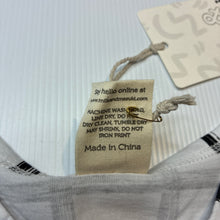 Say hello online at
MACHINE WASH
LINE DRY, DO NOT
DRY CLEAN, TUMBLE DRY
MAY SHRINK, DO NOT
IRON PRINT
Made in China